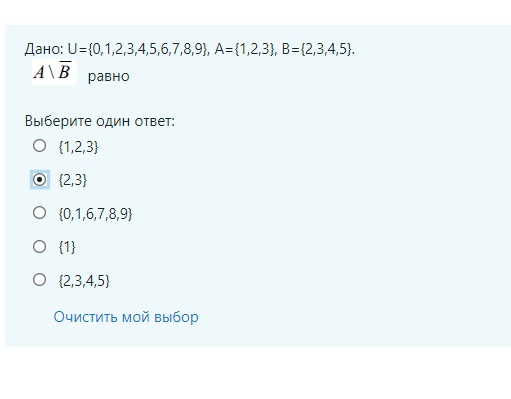 Дано: U={0,1,2,3,4,5,6,7,8,9}, A={1,2,3}, B={2,3,4,5}.
A \ B̅ равно
Выберите один ответ:
{1,2,3}
{2,3}
{0,1,6,7,8,9}
{1}
{2,3,4,5}
Очистить мой выбор